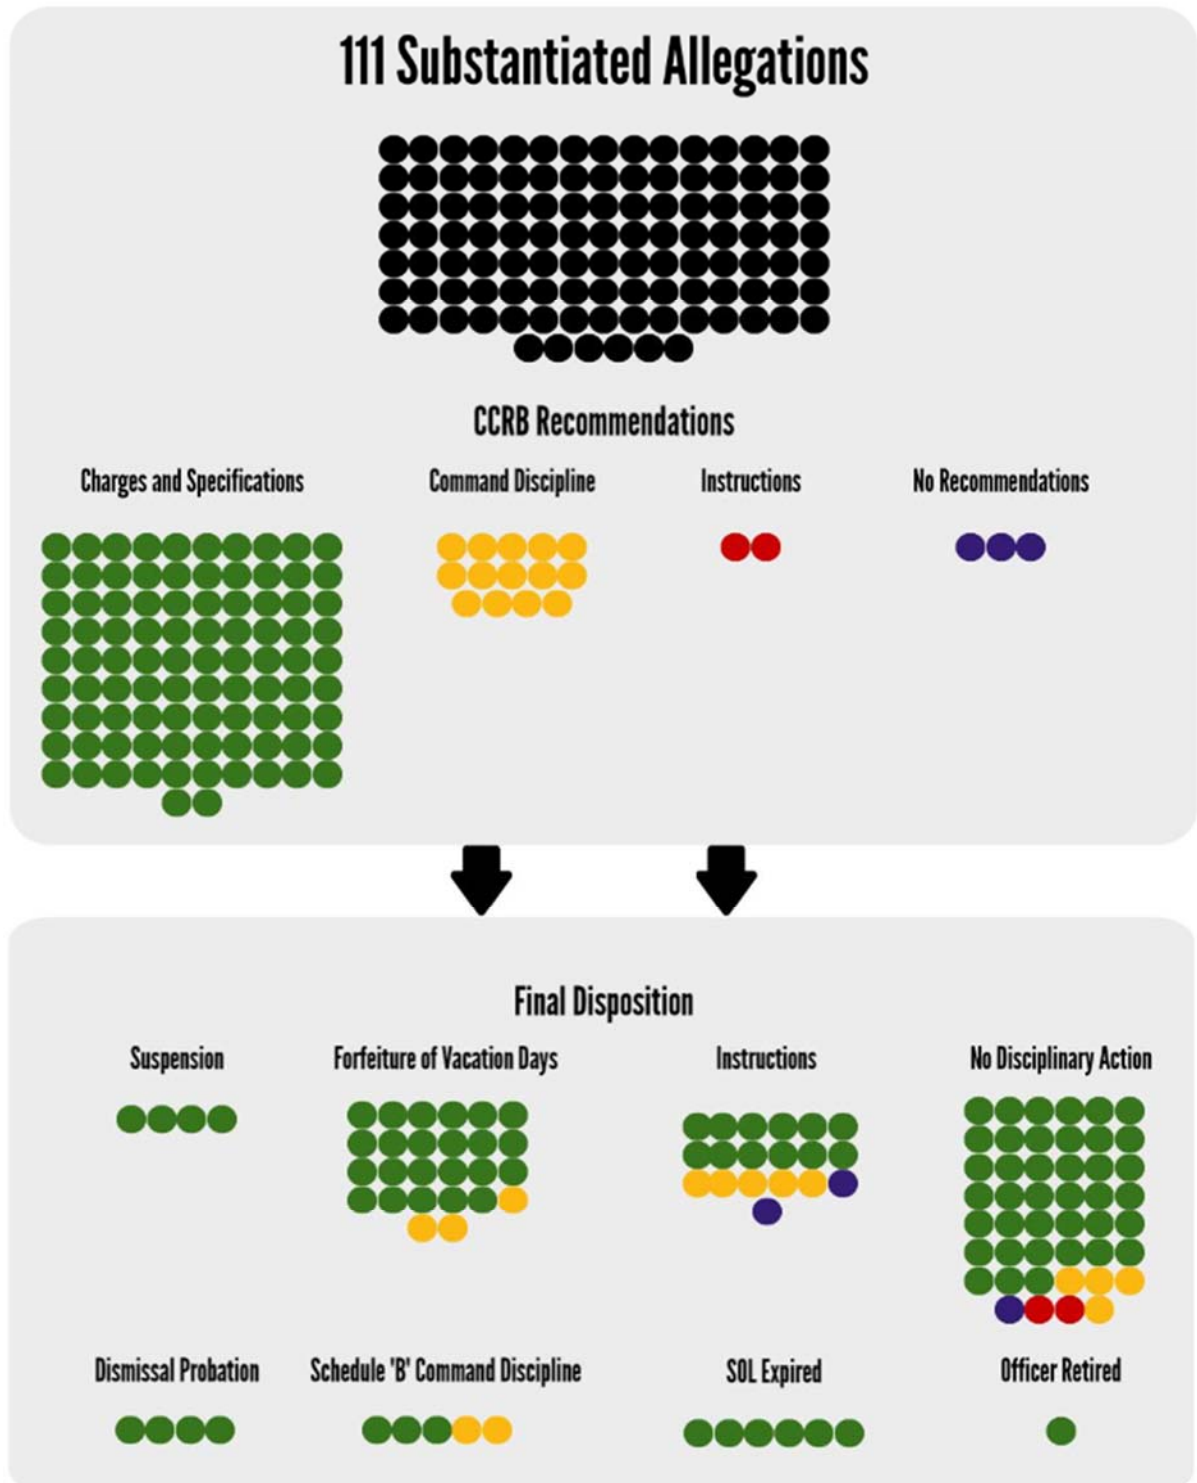 111 Substantiated Allegations
CCRB Recommendations
Charges and Specifications
Command Discipline
Instructions
No Recommendations
Final Disposition
Suspension
Forfeiture of Vacation Days
Instructions
No Disciplinary Action
Dismissal Probation
Schedule 'B' Command Discipline
SOL Expired
Officer Retired